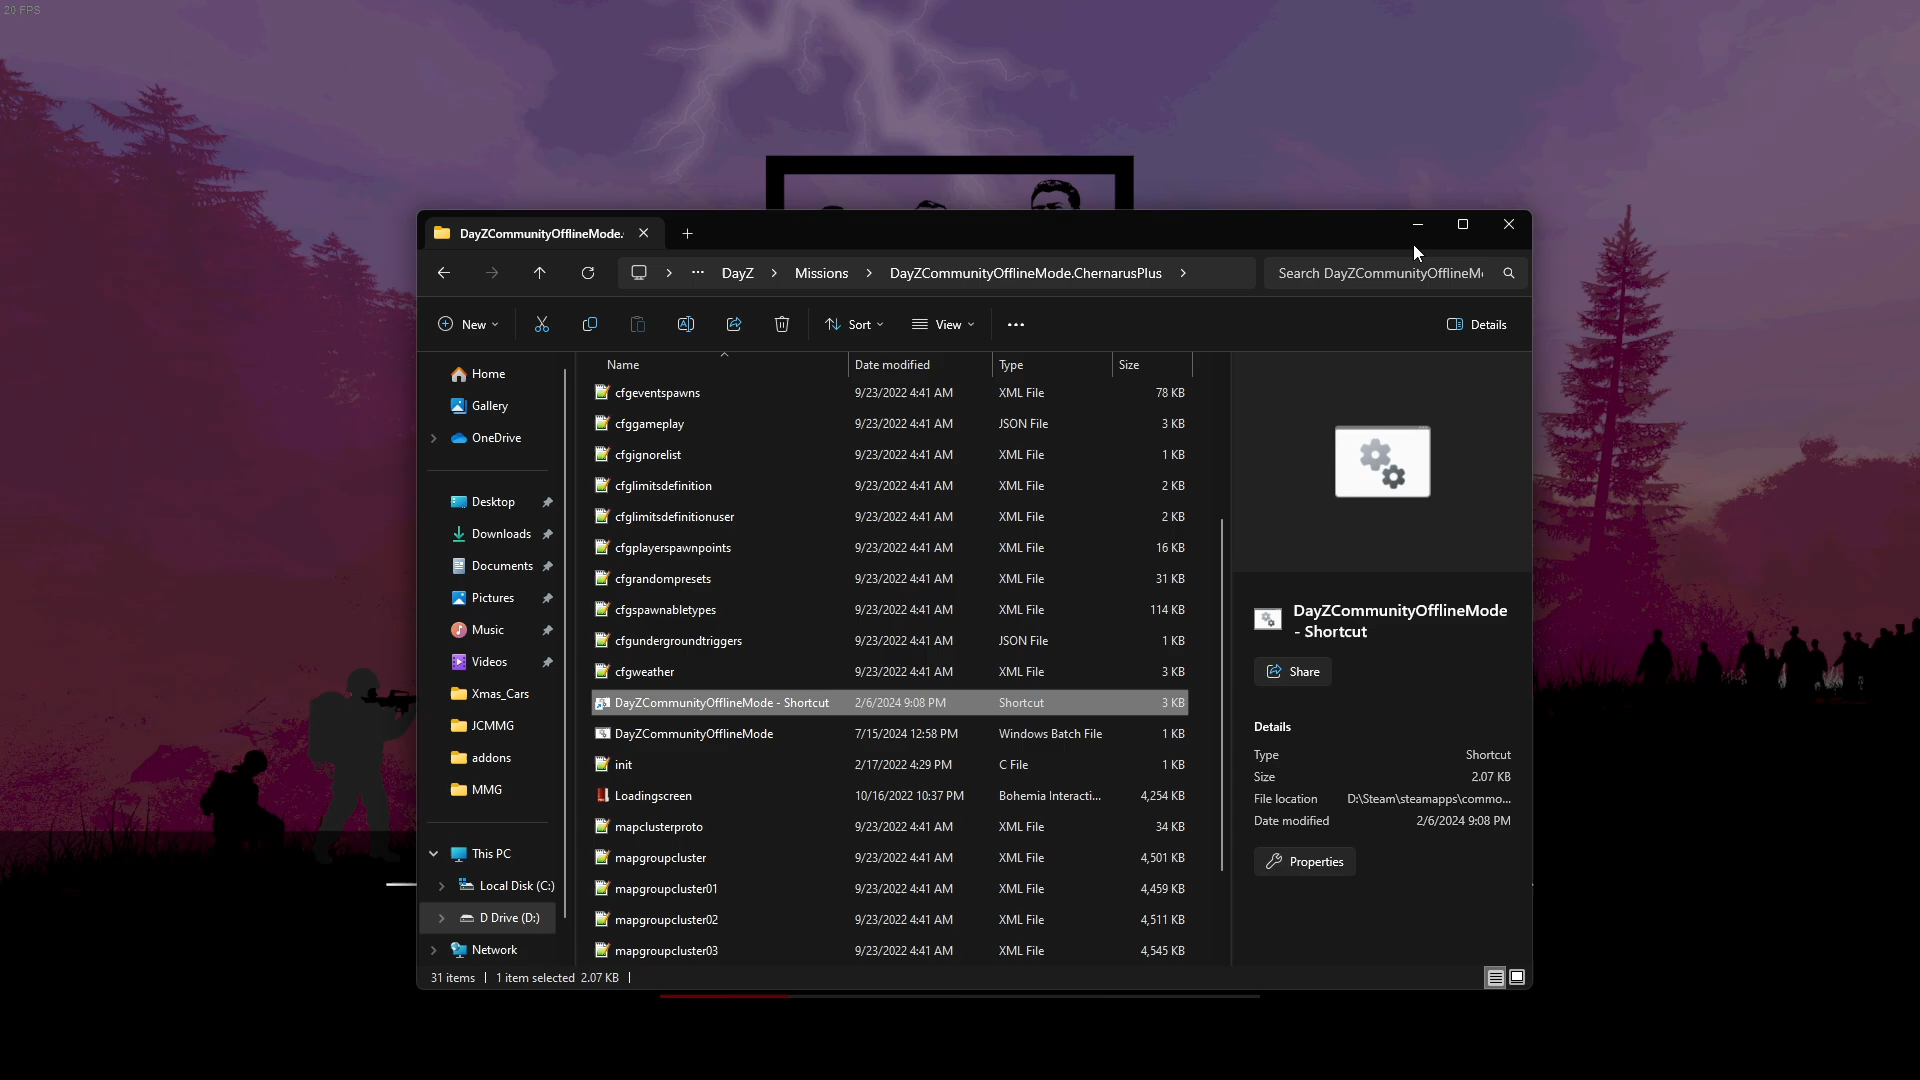 20 FPS
DayZCommunityOfflineMode.
DayZ
Missions
DayZCommunityOfflineMode.ChernarusPlus
Search DayZCommunityOfflineM
New
Sort
View
Details
Home
Gallery
OneDrive
Desktop
Downloads
Documents
Pictures
Music
Videos
Xmas_Cars
JCMMG
addons
MMG
This PC
Local Disk (C:)
D Drive (D:)
Network
Name Date modified Type Size
cfgeventspawns 9/23/2022 4:41 AM XML File 78 KB
cfggameplay 9/23/2022 4:41 AM JSON File 3 KB
cfgignorelist 9/23/2022 4:41 AM XML File 1 KB
cfglimitsdefinition 9/23/2022 4:41 AM XML File 2 KB
cfglimitsdefinitionuser 9/23/2022 4:41 AM XML File 2 KB
cfgplayerspawnpoints 9/23/2022 4:41 AM XML File 16 KB
cfgrandompresets 9/23/2022 4:41 AM XML File 31 KB
cfgspawnabletypes 9/23/2022 4:41 AM XML File 114 KB
cfgundergroundtriggers 9/23/2022 4:41 AM JSON File 1 KB
cfgweather 9/23/2022 4:41 AM XML File 3 KB
DayZCommunityOfflineMode - Shortcut 2/6/2024 9:08 PM Shortcut 3 KB
DayZCommunityOfflineMode 7/15/2024 12:58 PM Windows Batch File 1 KB
init 2/17/2022 4:29 PM C File 1 KB
Loadingscreen 10/16/2022 10:37 PM Bohemia Interacti... 4,254 KB
mapclusterproto 9/23/2022 4:41 AM XML File 34 KB
mapgroupcluster 9/23/2022 4:41 AM XML File 4,501 KB
mapgroupcluster01 9/23/2022 4:41 AM XML File 4,459 KB
mapgroupcluster02 9/23/2022 4:41 AM XML File 4,511 KB
mapgroupcluster03 9/23/2022 4:41 AM XML File 4,545 KB
DayZCommunityOfflineMode
- Shortcut
Share
Details
Type Shortcut
Size 2.07 KB
File location D:\Steam\steamapps\commo...
Date modified 2/6/2024 9:08 PM
Properties
31 items 1 item selected 2.07 KB